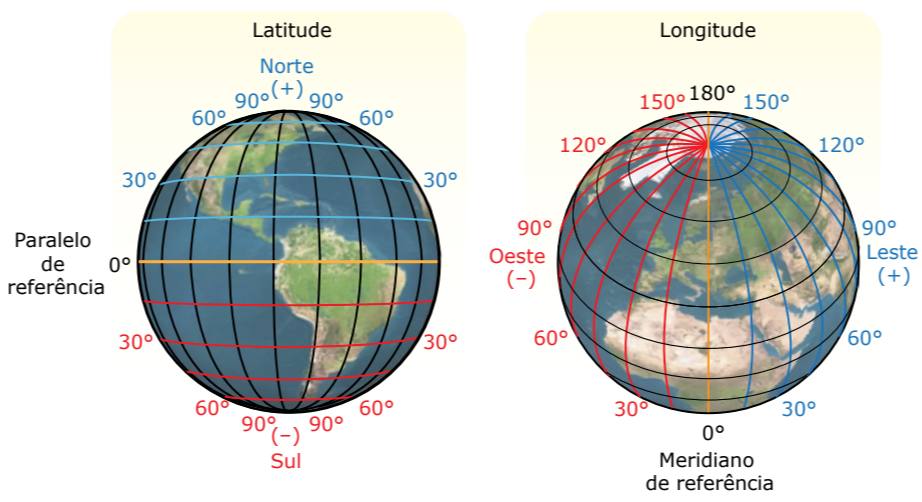 Latitude
Norte
(+)
90° 90°
60° 60°
30° 30°
Paralelo
de
referência
0°
30° 30°
60° 60°
90° 90°
(–)
Sul
Longitude
180°
150° 150°
120° 120°
90° 90°
Oeste
(–)
Leste
(+)
60° 60°
30° 30°
0°
Meridiano
de referência